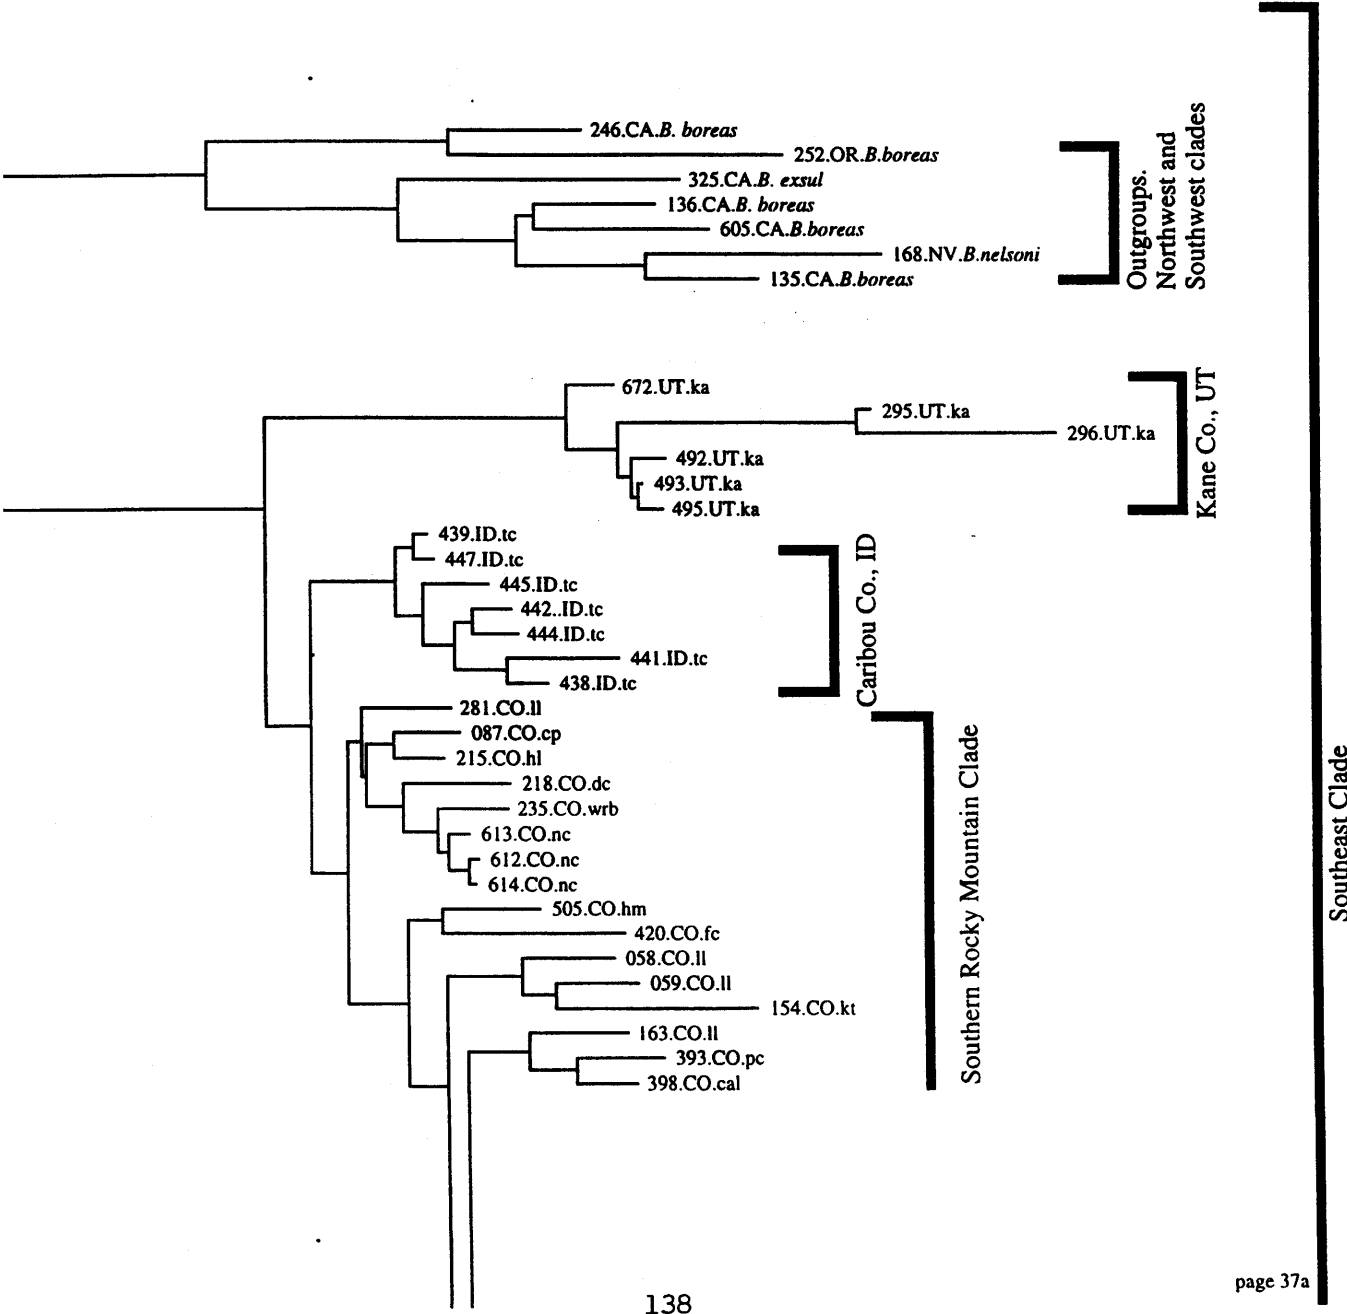 246.CA.B. boreas
252.OR.B.boreas
325.CA.B. exsul
136.CA.B. boreas
605.CA.B.boreas
168.NV.B.nelsoni
135.CA.B.boreas
Outgroups.
Northwest and
Southwest clades
672.UT.ka
295.UT.ka
296.UT.ka
492.UT.ka
493.UT.ka
495.UT.ka
Kane Co., UT
439.ID.tc
447.ID.tc
445.ID.tc
442..ID.tc
444.ID.tc
441.ID.tc
438.ID.tc
Caribou Co., ID
281.CO.ll
087.CO.cp
215.CO.hl
218.CO.dc
235.CO.wrb
613.CO.nc
612.CO.nc
614.CO.nc
505.CO.hm
420.CO.fc
058.CO.ll
059.CO.ll
154.CO.kt
163.CO.ll
393.CO.pc
398.CO.cal
Southern Rocky Mountain Clade
Southeast Clade
page 37a
138